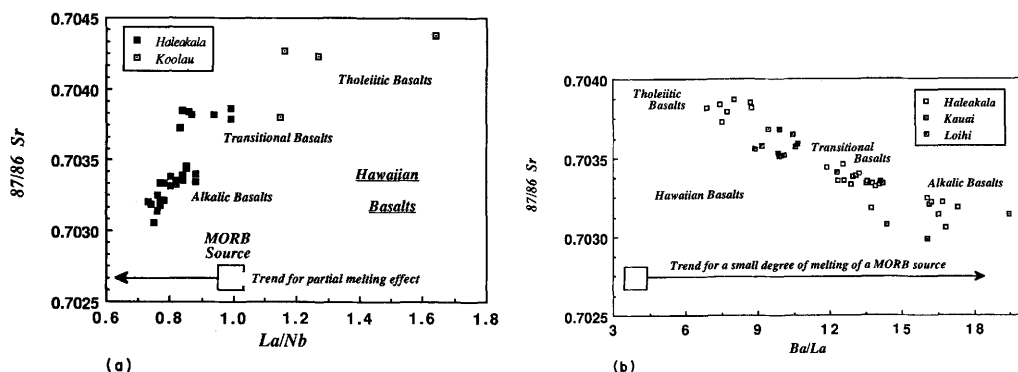 0.7045
0.7040
0.7035
0.7030
0.7025
87/86 Sr
Haleakala
Koolau
Tholeiitic Basalts
Transitional Basalts
Alkalic Basalts
Hawaiian
Basalts
MORB
Source
Trend for partial melting effect
0.6
0.8
1.0
1.2
1.4
1.6
1.8
La/Nb
(a)
0.7040
0.7035
0.7030
0.7025
87/86 Sr
Tholeiitic
Basalts
Haleakala
Kauai
Loihi
Transitional
Basalts
Hawaiian Basalts
Alkalic Basalts
Trend for a small degree of melting of a MORB source
3
6
9
12
15
18
Ba/La
(b)